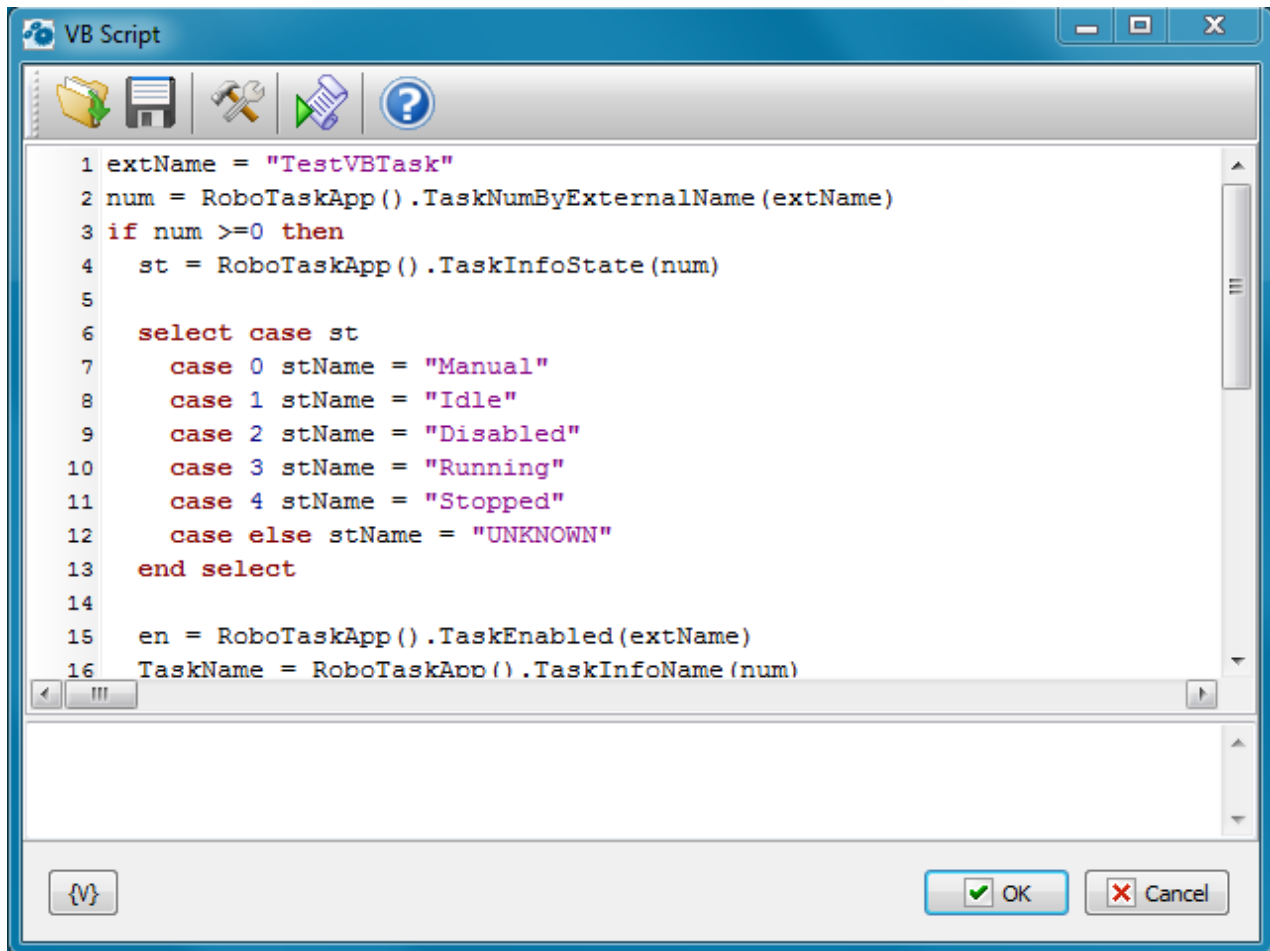 VB Script
1 extName = "TestVBTask"
2 num = RoboTaskApp().TaskNumByExternalName(extName)
3 if num >=0 then
4   st = RoboTaskApp().TaskInfoState(num)
5
6   select case st
7     case 0 stName = "Manual"
8     case 1 stName = "Idle"
9     case 2 stName = "Disabled"
10     case 3 stName = "Running"
11     case 4 stName = "Stopped"
12     case else stName = "UNKNOWN"
13   end select
14
15   en = RoboTaskApp().TaskEnabled(extName)
16   TaskName = RoboTaskApp().TaskInfoName(num)
{V} OK Cancel